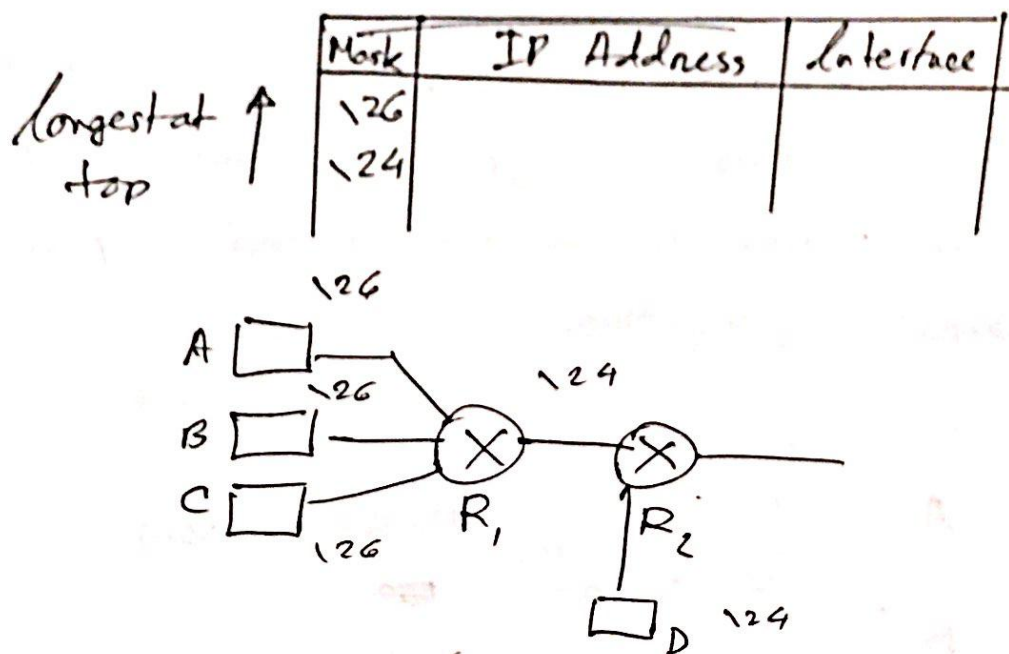 Mask IP Address Interface
Longest at top
\26
\24
\26
A
\26
\24
B
C
R1
R2
\26
D \24